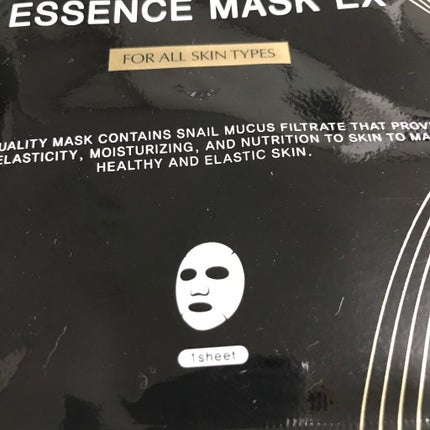 ESSENCE MASK EX
FOR ALL SKIN TYPES
UALITY MASK CONTAINS SNAIL MUCUS FILTRATE THAT PROV
ELASTICITY, MOISTURIZING, AND NUTRITION TO SKIN TO MA
HEALTHY AND ELASTIC SKIN.
1sheet